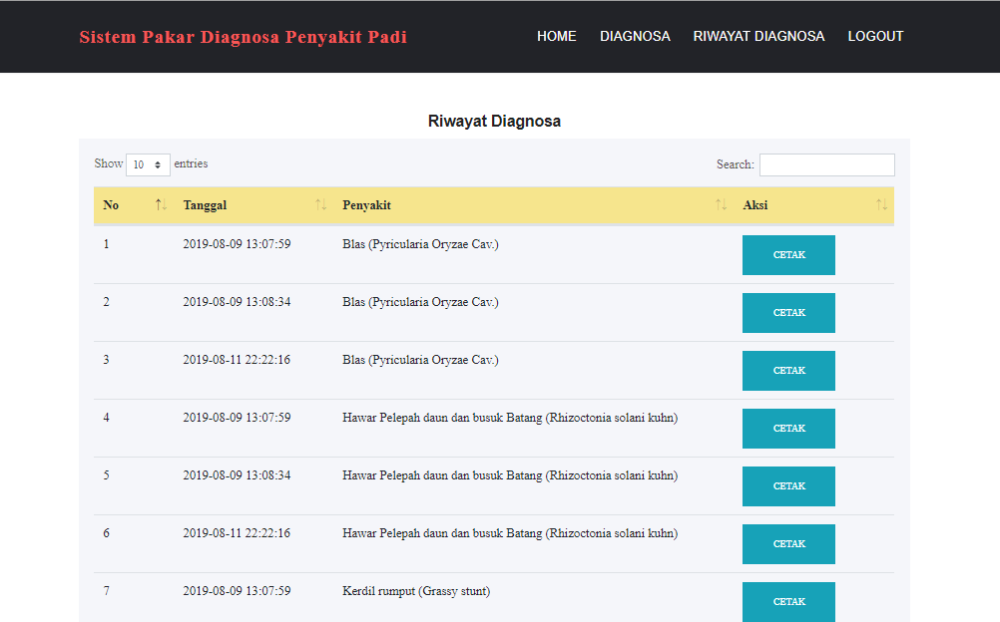 Sistem Pakar Diagnosa Penyakit Padi HOME DIAGNOSA RIWAYAT DIAGNOSA LOGOUT
Riwayat Diagnosa
Show 10 entries Search:
No Tanggal Penyakit Aksi
1 2019-08-09 13:07:59 Blas (Pyricularia Oryzae Cav.) CETAK
2 2019-08-09 13:08:34 Blas (Pyricularia Oryzae Cav.) CETAK
3 2019-08-11 22:22:16 Blas (Pyricularia Oryzae Cav.) CETAK
4 2019-08-09 13:07:59 Hawar Pelepah daun dan busuk Batang (Rhizoctonia solani kuhn) CETAK
5 2019-08-09 13:08:34 Hawar Pelepah daun dan busuk Batang (Rhizoctonia solani kuhn) CETAK
6 2019-08-11 22:22:16 Hawar Pelepah daun dan busuk Batang (Rhizoctonia solani kuhn) CETAK
7 2019-08-09 13:07:59 Kerdil rumput (Grassy stunt) CETAK